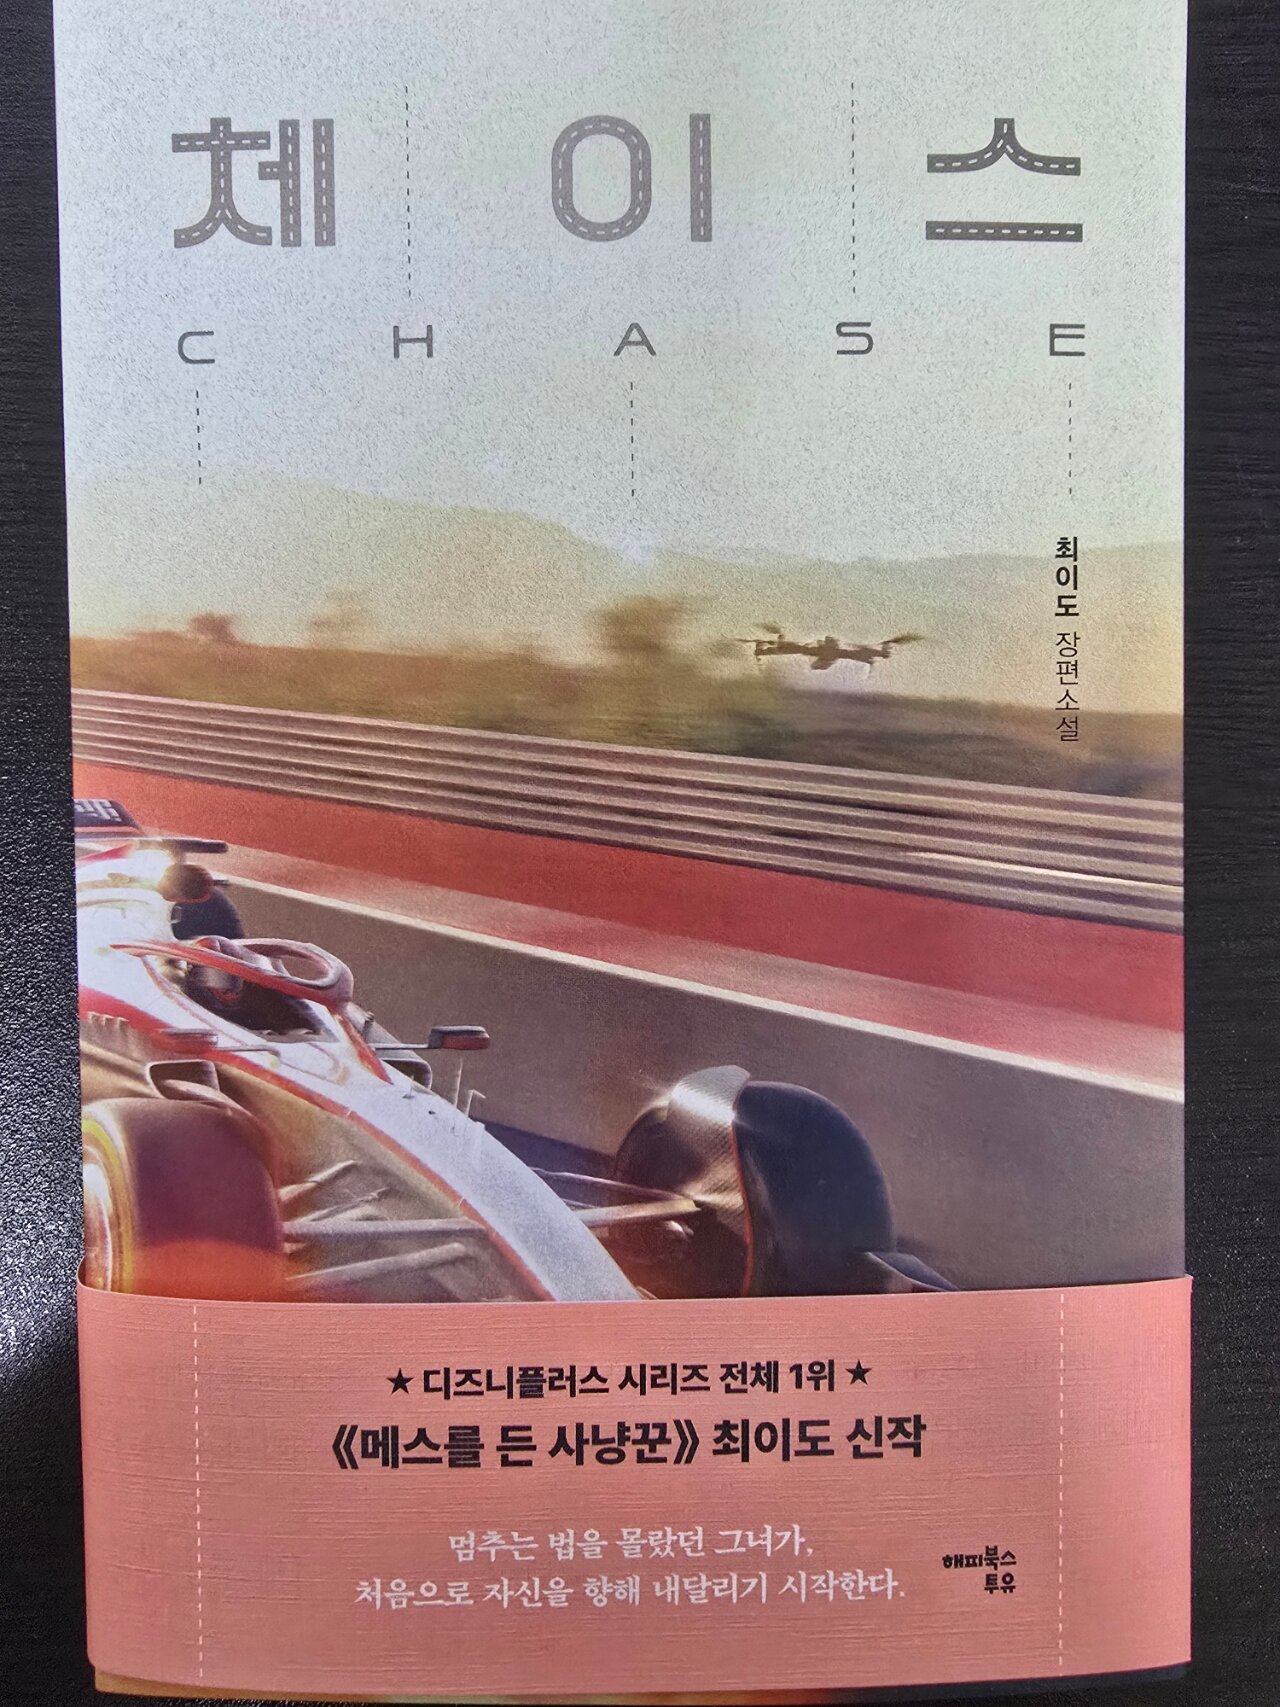 체이스
CHASE
최이도 장편소설
★ 디즈니플러스 시리즈 전체 1위 ★
《메스를 든 사냥꾼》 최이도 신작
멈추는 법을 몰랐던 그녀가,
처음으로 자신을 향해 내달리기 시작한다.
해피북스
투유